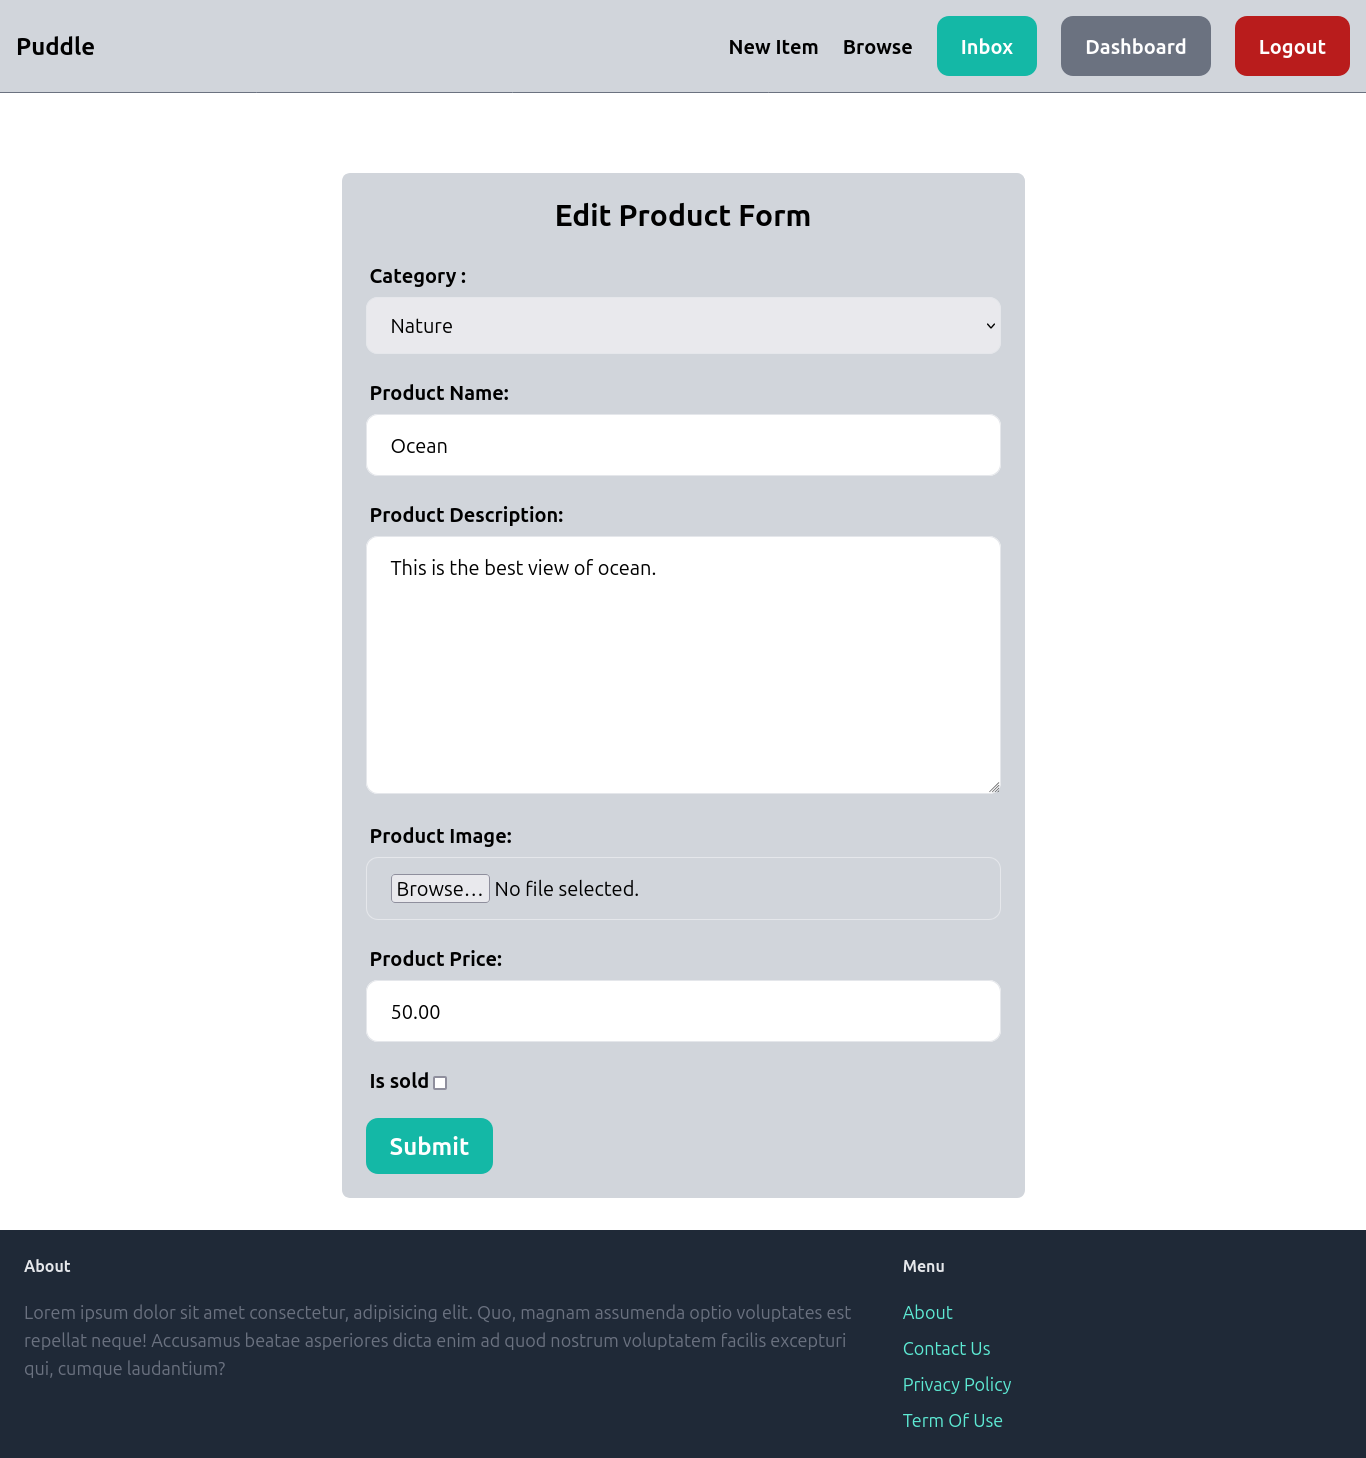 Puddle
New Item Browse Inbox Dashboard Logout
Edit Product Form
Category :
Nature
Product Name:
Ocean
Product Description:
This is the best view of ocean.
Product Image:
Browse... No file selected.
Product Price:
50.00
Is sold
Submit
About
Lorem ipsum dolor sit amet consectetur, adipisicing elit. Quo, magnam assumenda optio voluptates est
repellat neque! Accusamus beatae asperiores dicta enim ad quod nostrum voluptatem facilis excepturi
qui, cumque laudantium?
Menu
About
Contact Us
Privacy Policy
Term Of Use